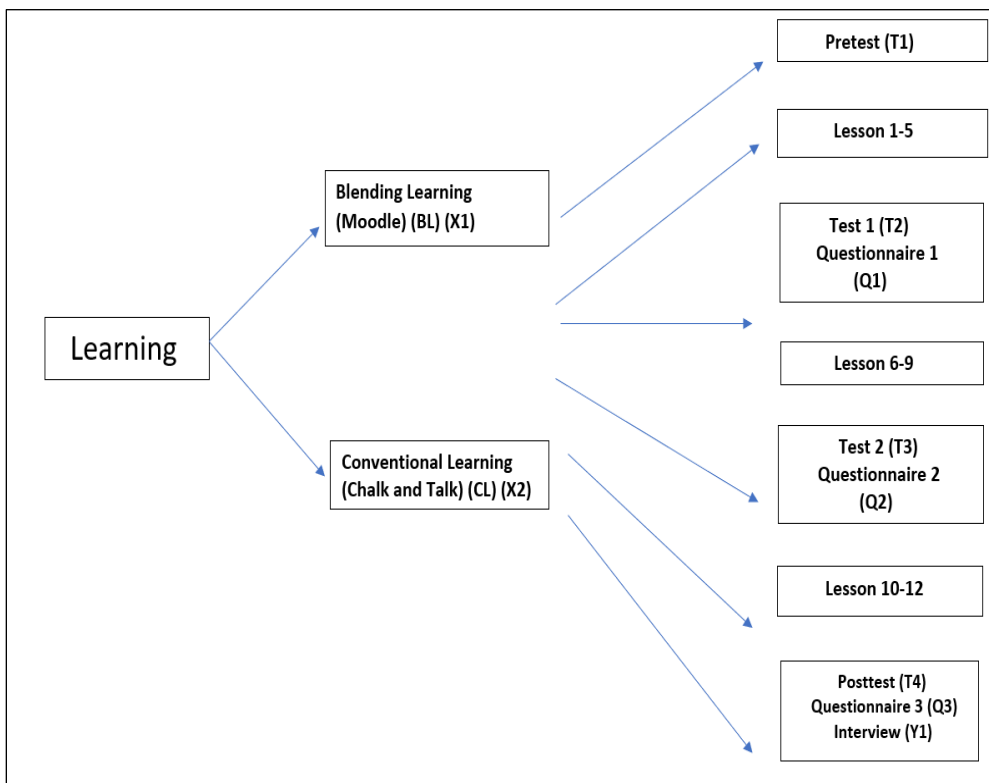 Learning
Blending Learning
(Moodle) (BL) (X1)
Conventional Learning
(Chalk and Talk) (CL) (X2)
Pretest (T1)
Lesson 1-5
Test 1 (T2)
Questionnaire 1
(Q1)
Lesson 6-9
Test 2 (T3)
Questionnaire 2
(Q2)
Lesson 10-12
Posttest (T4)
Questionnaire 3 (Q3)
Interview (Y1)